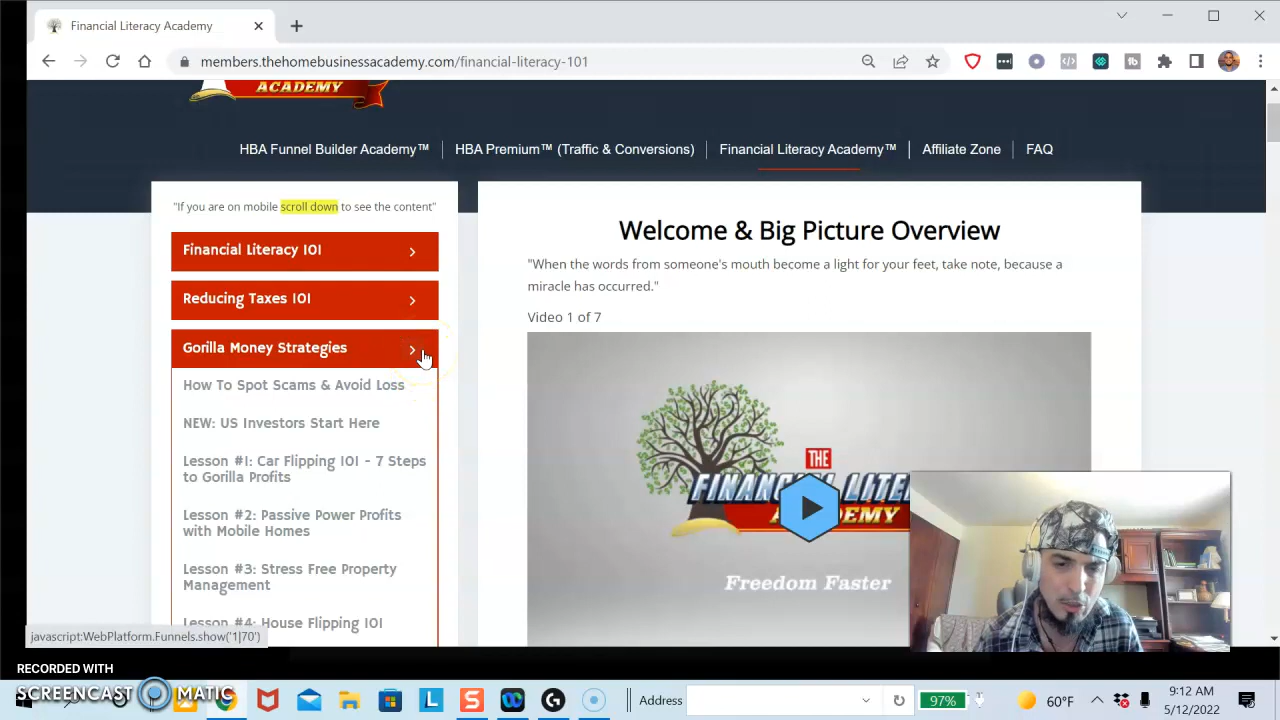 Financial Literacy Academy
members.thehomebusinessacademy.com/financial-literacy-101
ACADEMY
HBA Funnel Builder Academy™
HBA Premium™ (Traffic & Conversions)
Financial Literacy Academy™
Affiliate Zone
FAQ
"If you are on mobile scroll down to see the content"
Financial Literacy 101
Reducing Taxes 101
Gorilla Money Strategies
How To Spot Scams & Avoid Loss
NEW: US Investors Start Here
Lesson #1: Car Flipping 101 - 7 Steps
to Gorilla Profits
Lesson #2: Passive Power Profits
with Mobile Homes
Lesson #3: Stress Free Property
Management
Lesson #4: House Flipping 101
Welcome & Big Picture Overview
"When the words from someone's mouth become a light for your feet, take note, because a
miracle has occurred."
Video 1 of 7
THE
FINANCIAL LITE
ACADEMY
Freedom Faster
javascript:WebPlatform.Funnels.show('1|70')
RECORDED WITH
SCREENCAST MATIC
Address
97%
60°F
9:12 AM
5/12/2022